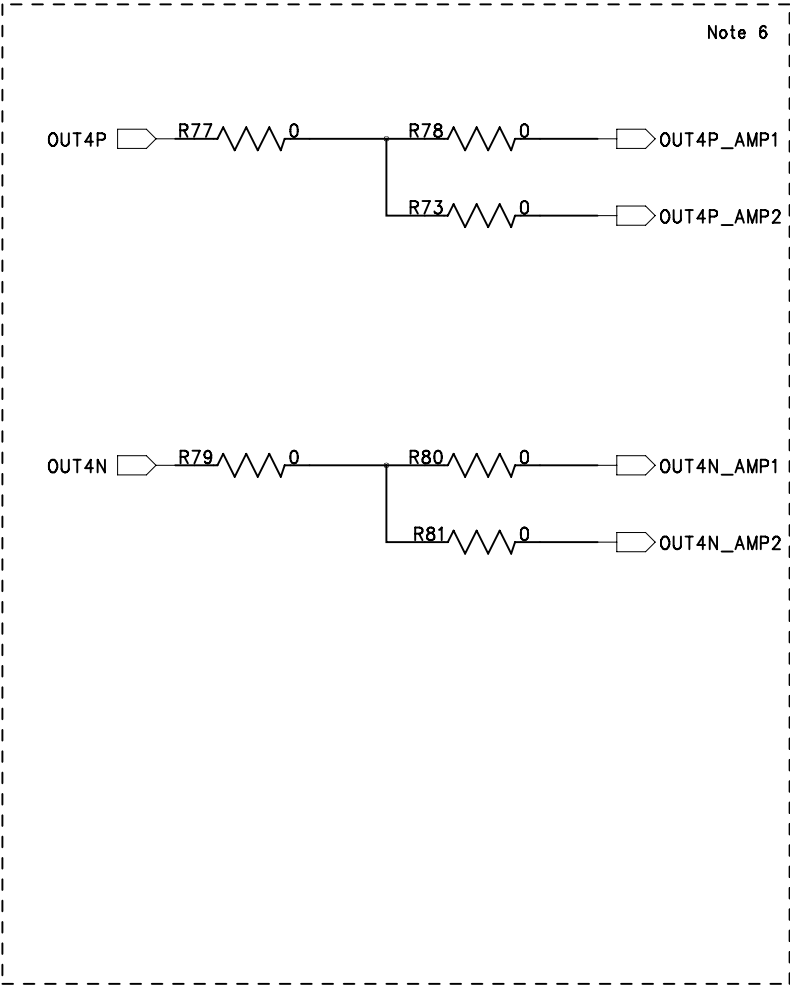 Note 6
OUT4P R77 0 R78 0 OUT4P_AMP1
R73 0 OUT4P_AMP2
OUT4N R79 0 R80 0 OUT4N_AMP1
R81 0 OUT4N_AMP2